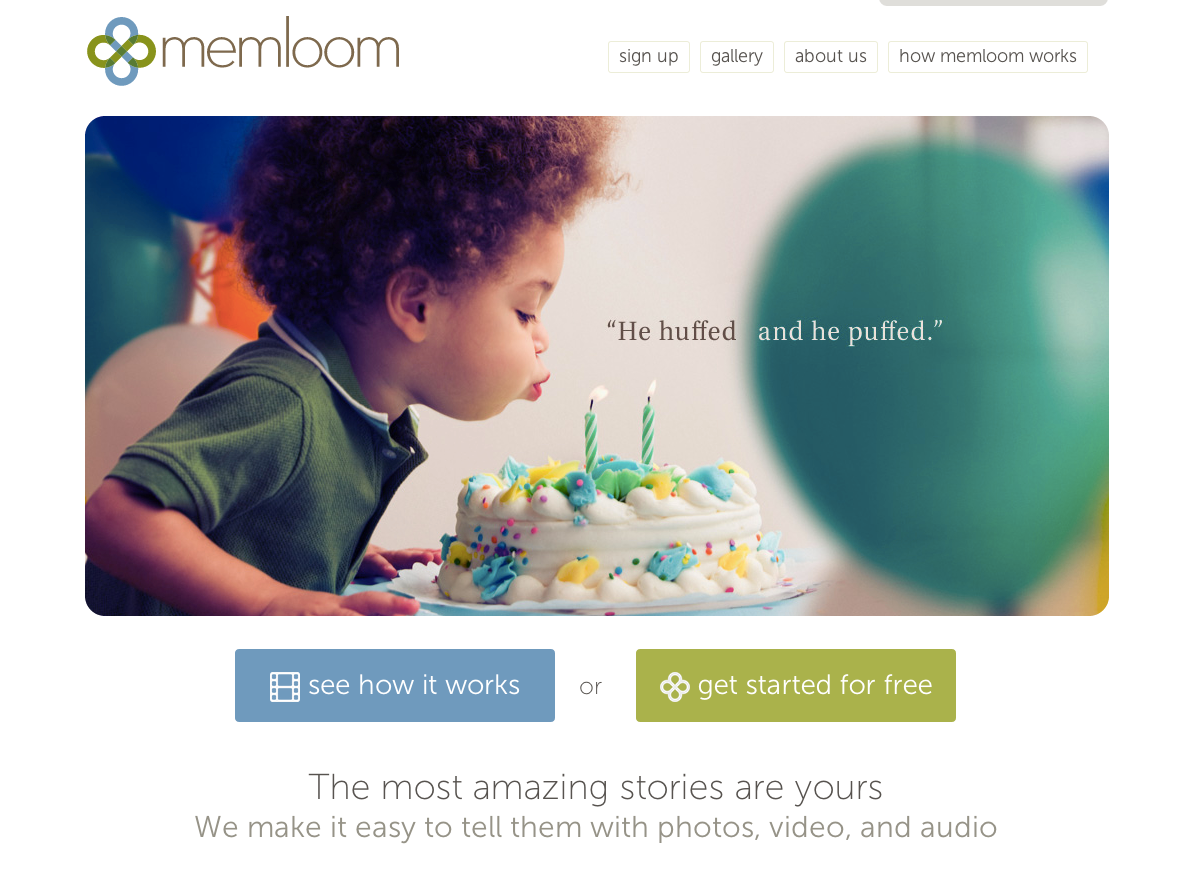 memloom
sign up
gallery
about us
how memloom works
“He huffed and he puffed.”
see how it works
or
get started for free
The most amazing stories are yours
We make it easy to tell them with photos, video, and audio